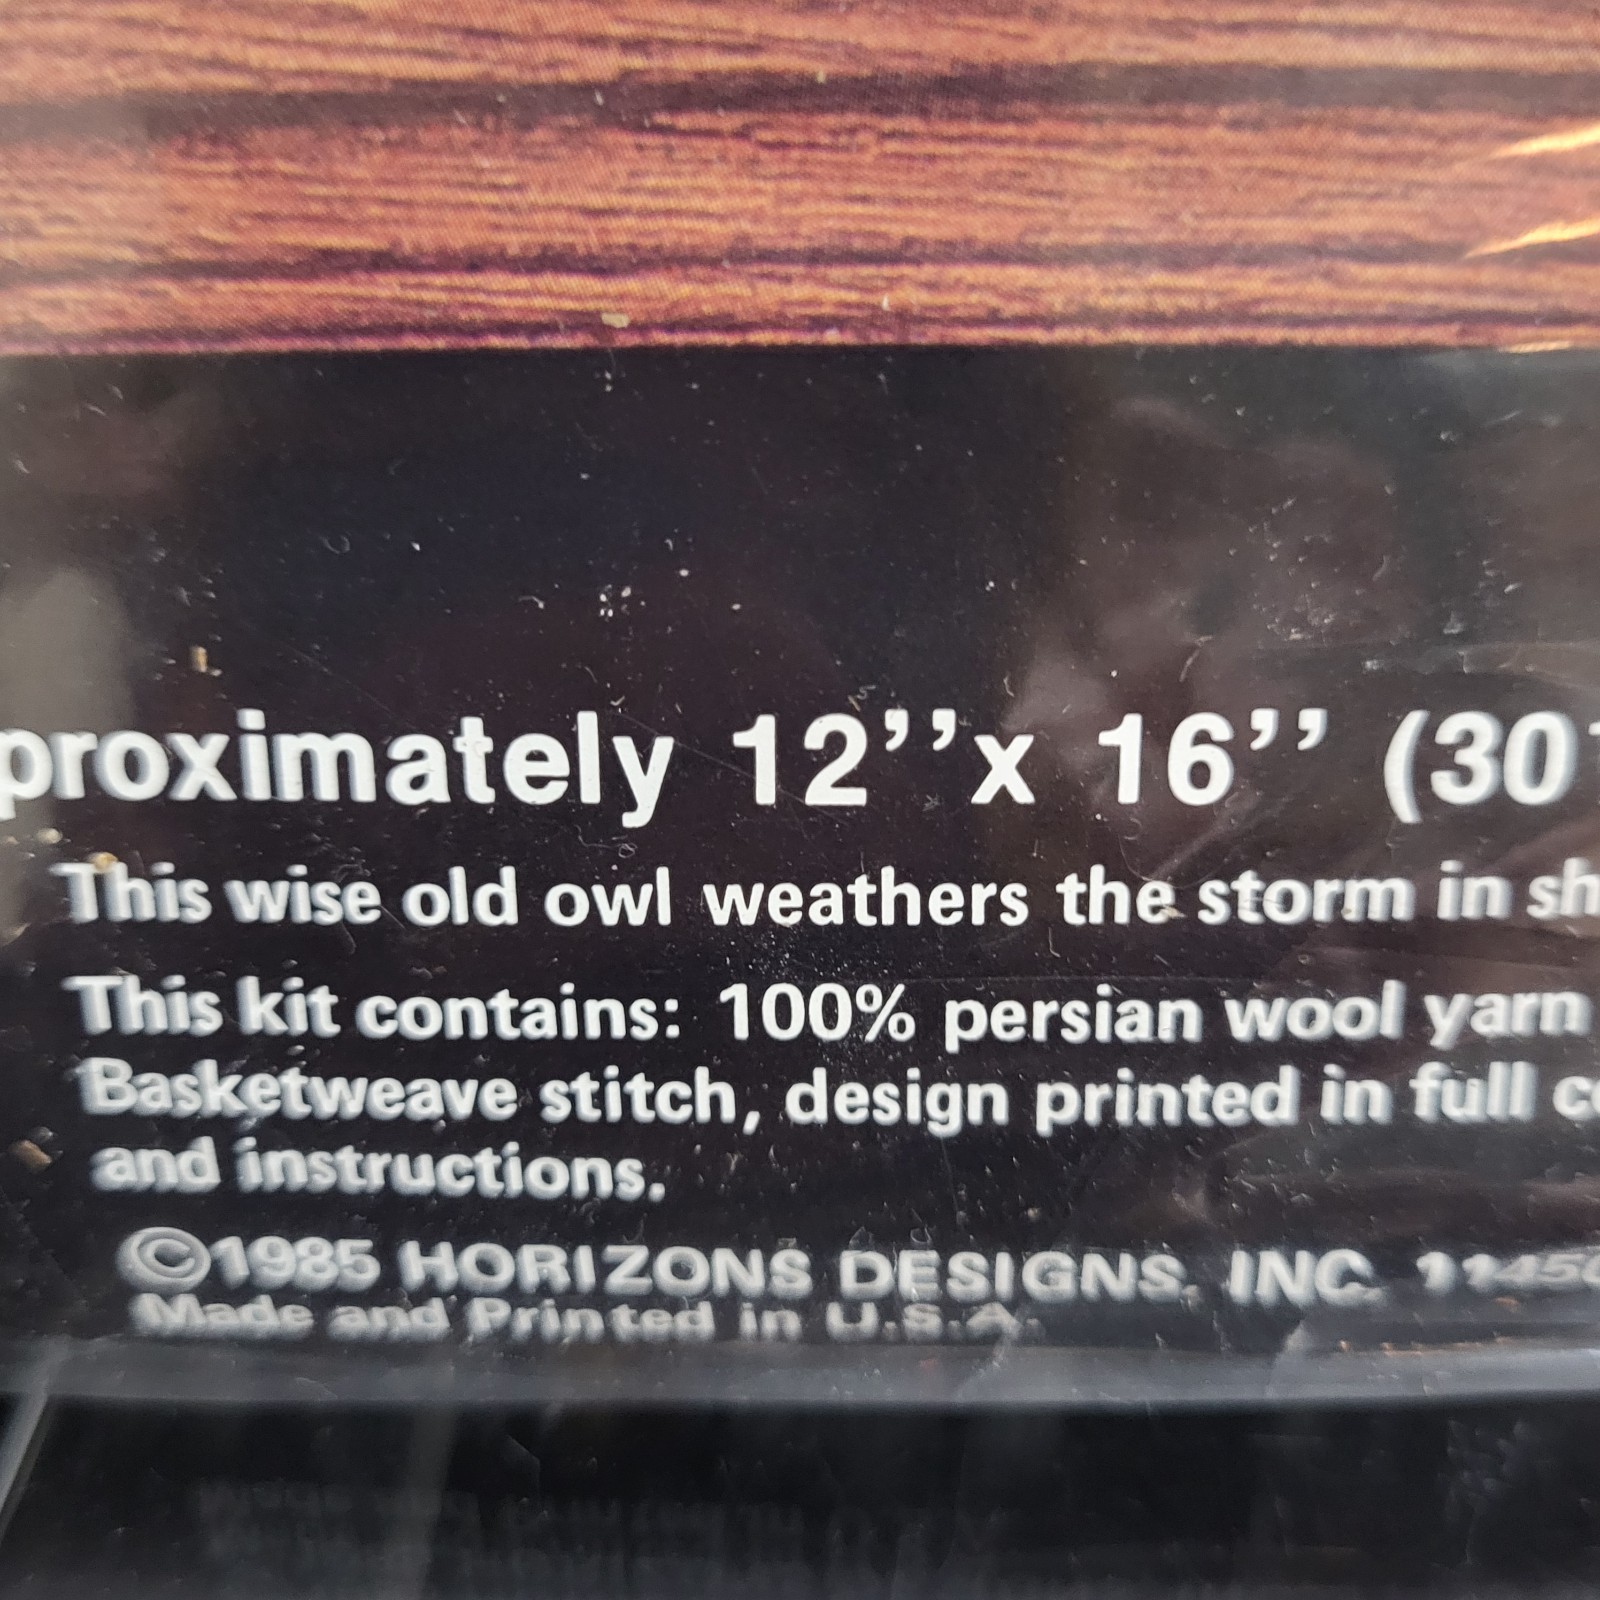 proximately 12’’x 16’’ (30
This wise old owl weathers the storm in sh
This kit contains: 100% persian wool yarn
Basketweave stitch, design printed in full c
and instructions.
©1985 HORIZONS DESIGNS, INC. 1145
Made and Printed in U.S.A.